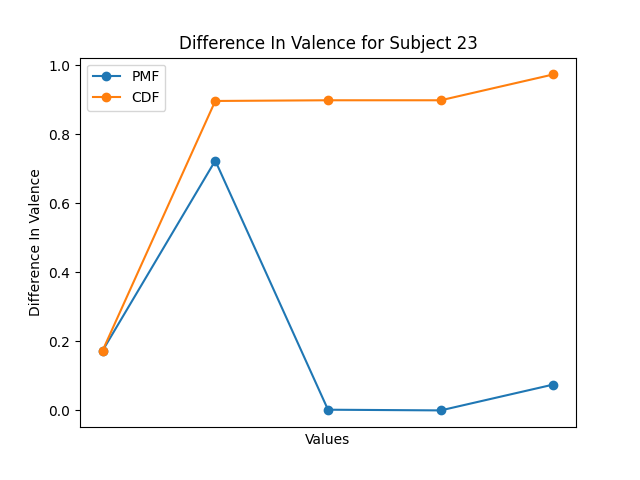 Difference In Valence for Subject 23
PMF
CDF
1.0
0.8
0.6
0.4
0.2
0.0
Difference In Valence
Values